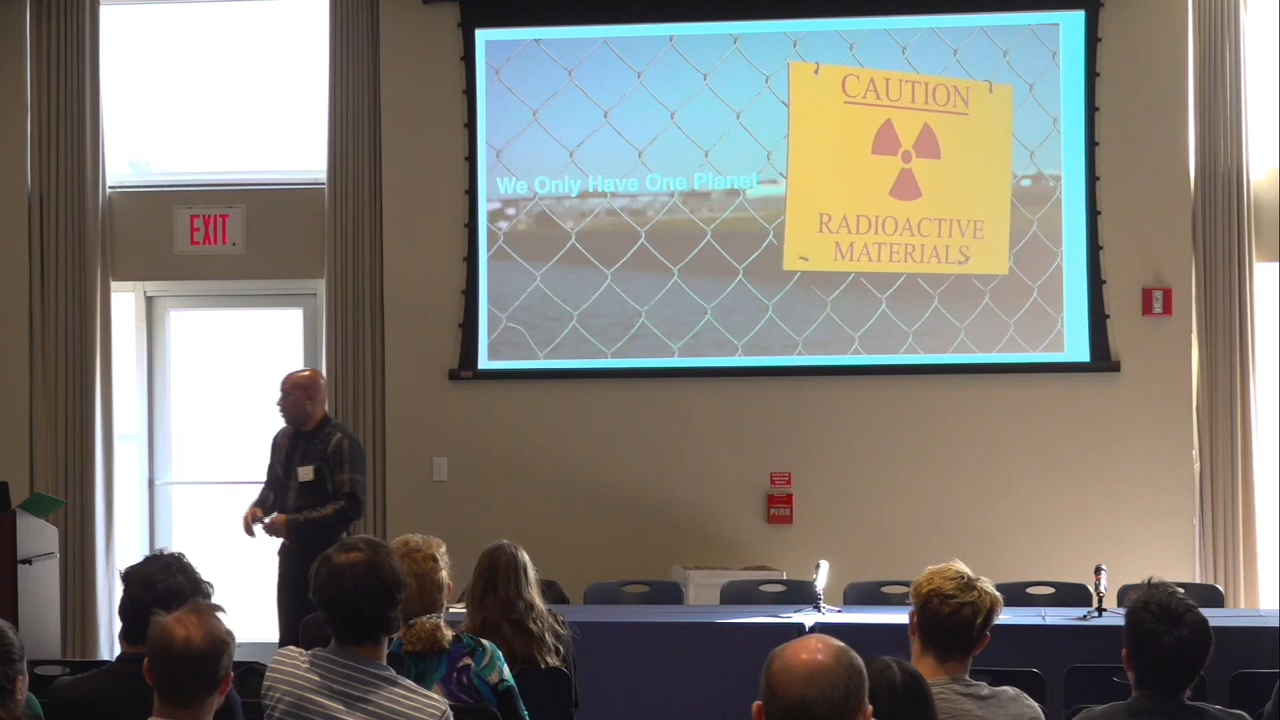 CAUTION
We Only Have One Planet
RADIOACTIVE
MATERIALS
EXIT
FIRE